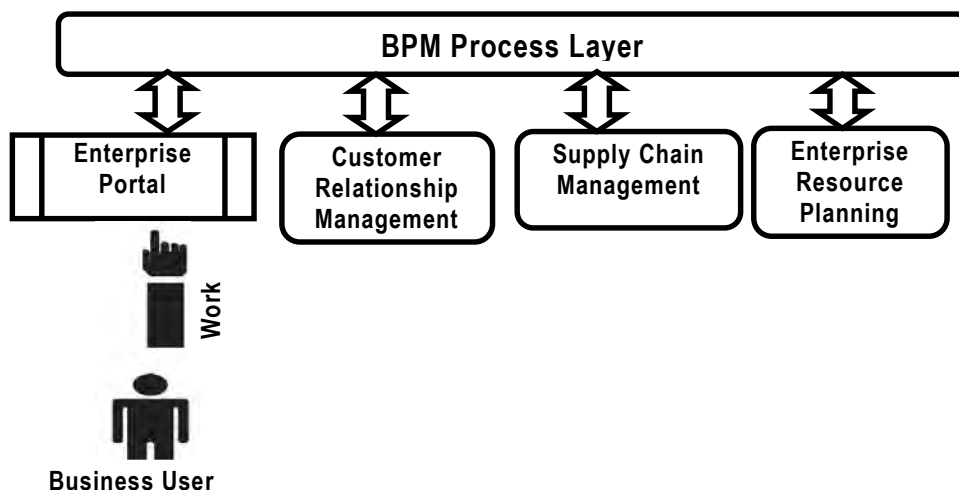 BPM Process Layer
Enterprise
Portal
Customer
Relationship
Management
Supply Chain
Management
Enterprise
Resource
Planning
Work
Business User